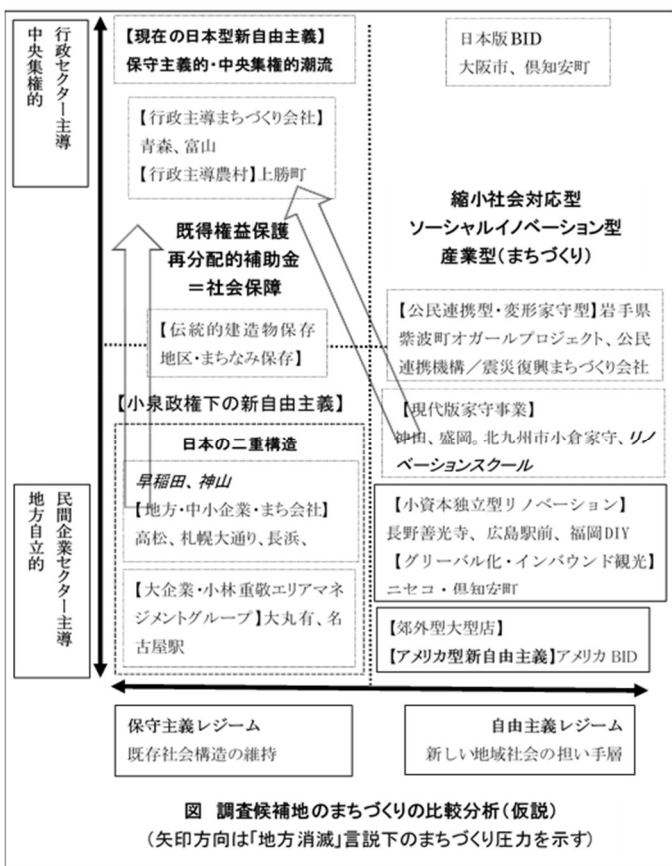 行政セクター主導
中央集権的
【現在の日本型新自由主義】
保守主義的・中央集権的潮流
日本版BID
大阪市、倶知安町
【行政主導まちづくり会社】
青森、富山
【行政主導農村】上勝町
既得権益保護
再分配的補助金
＝社会保障
縮小社会対応型
ソーシャルイノベーション型
産業型（まちづくり）
【伝統的建造物保存
地区・まちなみ保存】
【公民連携型・変形家守型】岩手県
紫波町オガールプロジェクト、公民
連携機構／震災復興まちづくり会社
【小泉政権下の新自由主義】
日本の二重構造
【現代版家守事業】
神田、盛岡。北九州市小倉家守、リノ
ベーションスクール
民間企業セクター主導
地方自立的
早稲田、神山
【地方・中小企業・まち会社】
高松、札幌大通り、長浜、
【小資本独立型リノベーション】
長野善光寺、広島駅前、福岡DIY
【グリーバル化・インバウンド観光】
ニセコ・倶知安町
【大企業・小林重敬エリアマネ
ジメントグループ】大丸有、名
古屋駅
【郊外型大型店】
【アメリカ型新自由主義】アメリカBID
保守主義レジーム
既存社会構造の維持
自由主義レジーム
新しい地域社会の担い手層
図 調査候補地のまちづくりの比較分析（仮説）
（矢印方向は「地方消滅」言説下のまちづくり圧力を示す）